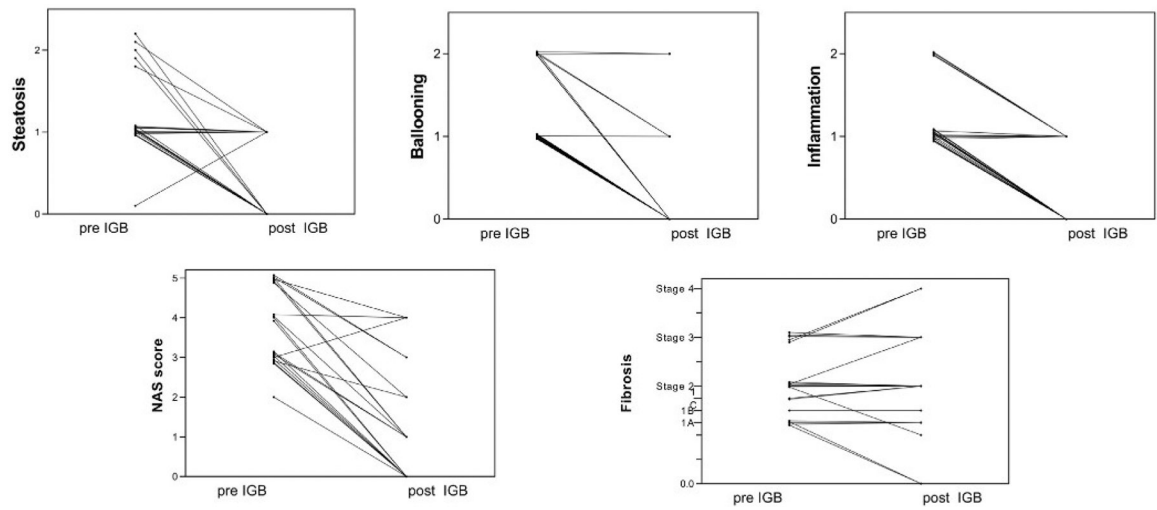 Steatosis
2
1
0
pre IGB
post IGB
Ballooning
2
1
0
pre IGB
post IGB
Inflammation
2
1
0
pre IGB
post IGB
NAS score
5
4
3
2
1
0
pre IGB
post IGB
Fibrosis
Stage 4
Stage 3
Stage 2
1
C
1B
1A
0.0
pre IGB
post IGB